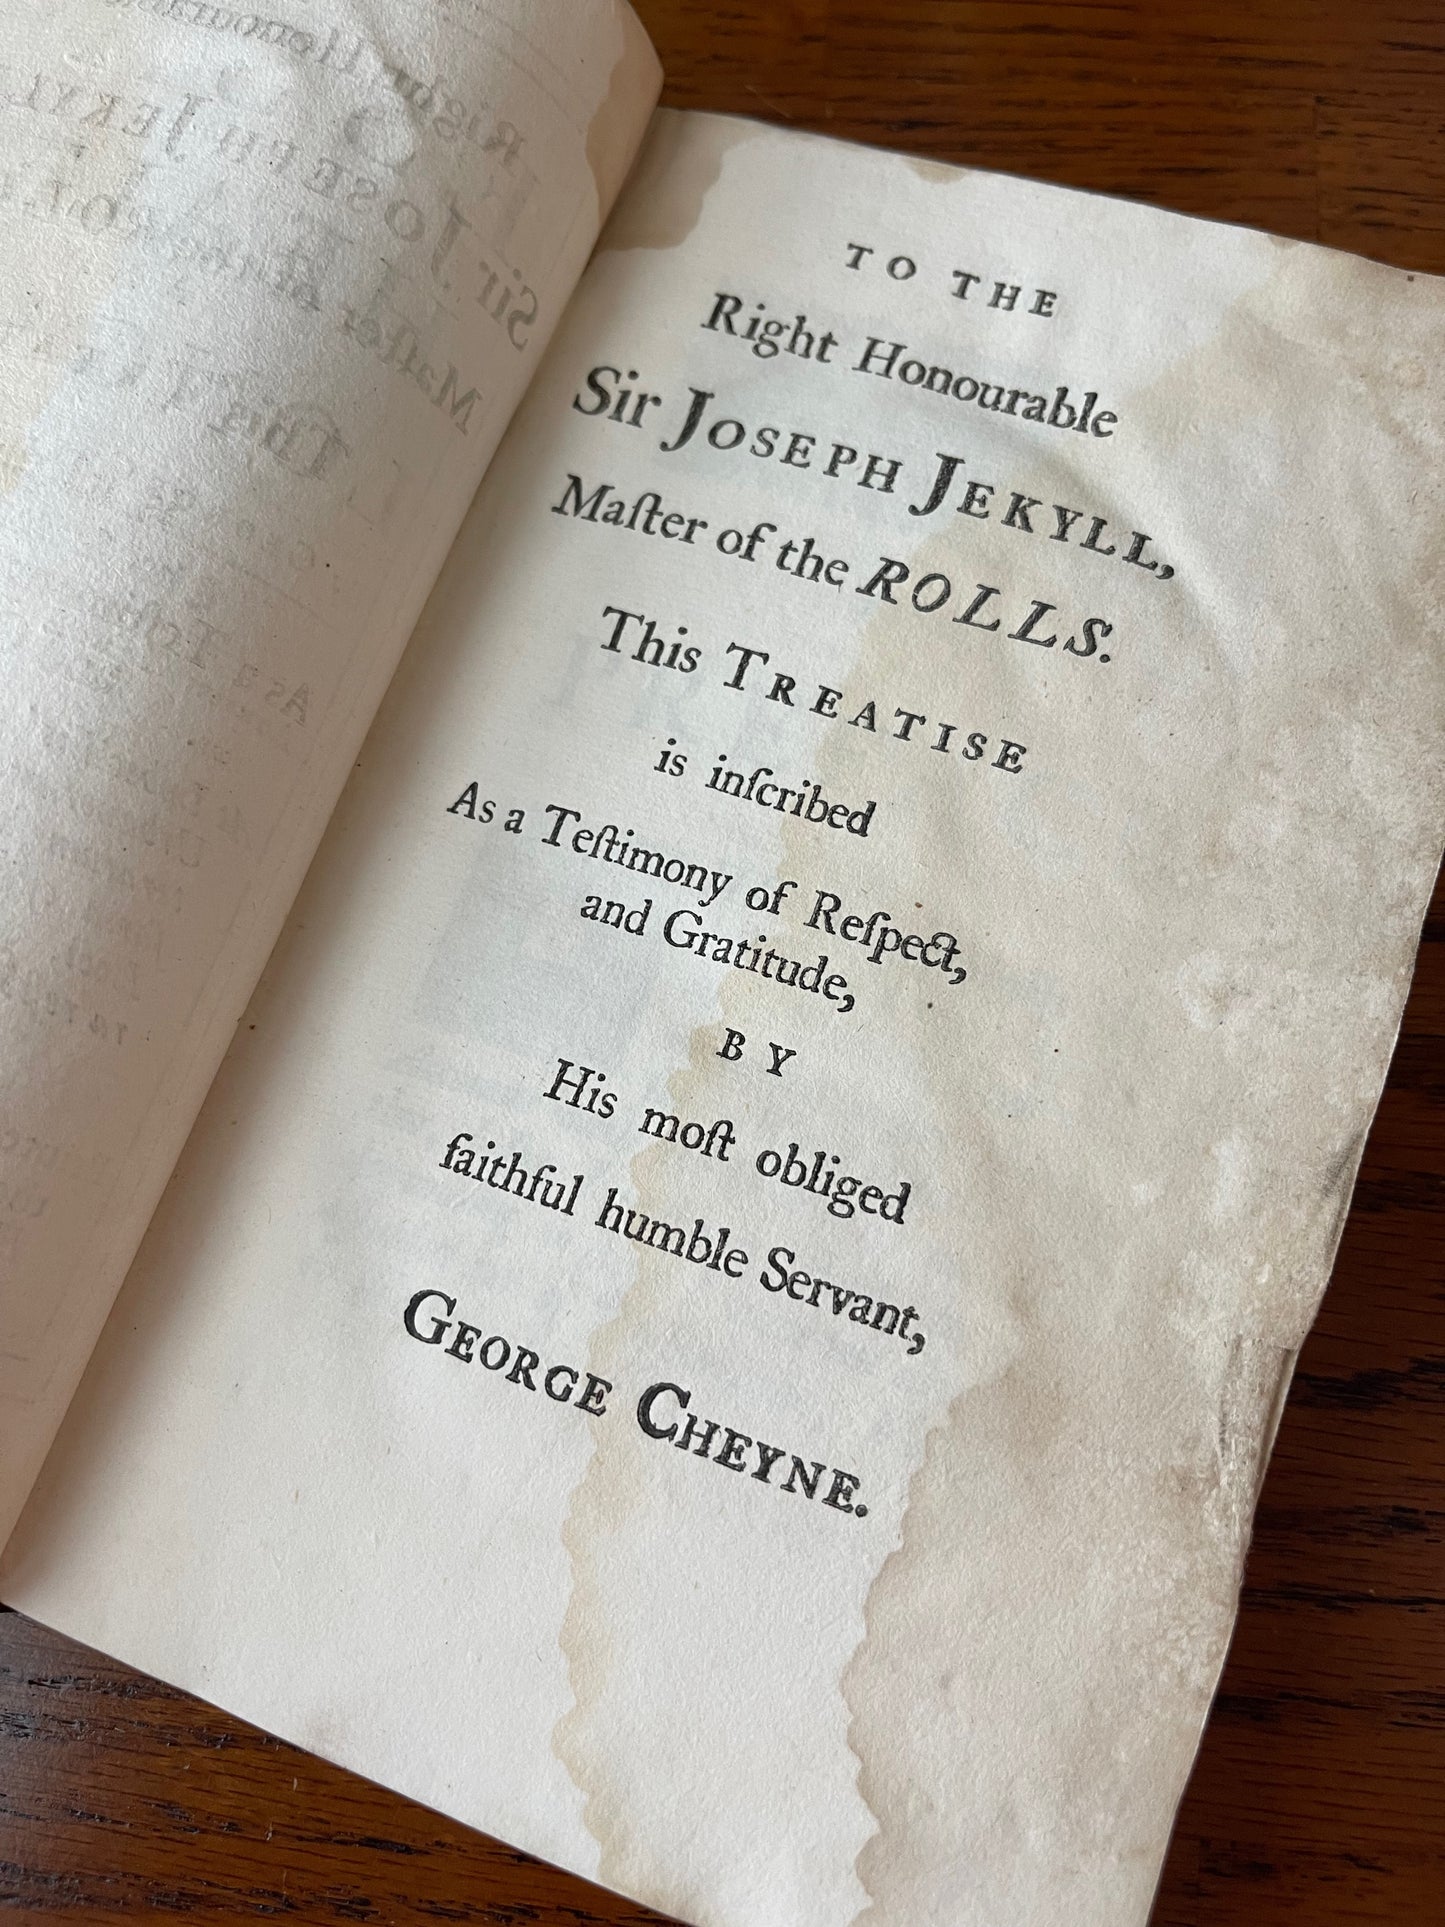 TO THE
Right Honourable
Sir JOSEPH JEKYLL,
Maſter of the ROLLS.
This TREATISE
is inſcribed
As a Teſtimony of Reſpect,
and Gratitude,
BY
His moſt obliged
faithful humble Servant,
GEORGE CHEYNE.